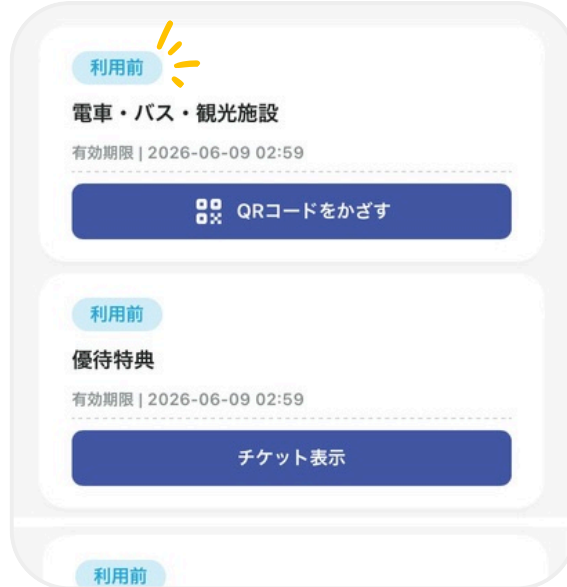 利用前
電車・バス・観光施設
有効期限 | 2026-06-09 02:59
QRコードをかざす
利用前
優待特典
有効期限 | 2026-06-09 02:59
チケット表示
利用前